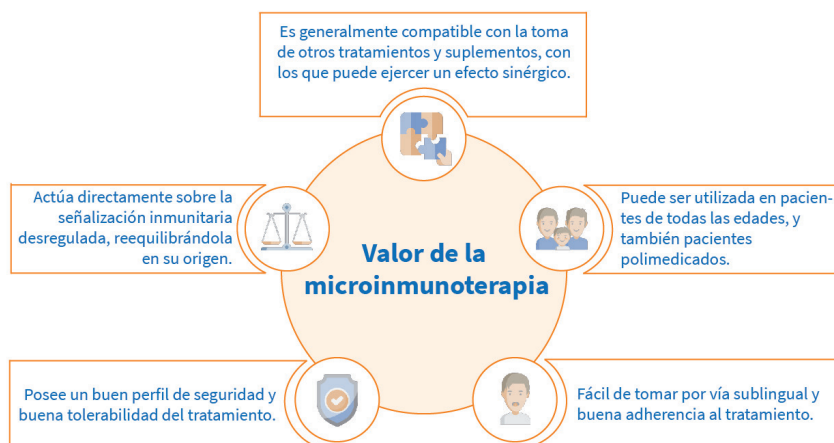 Es generalmente compatible con la toma
de otros tratamientos y suplementos, con
los que puede ejercer un efecto sinérgico.
Actúa directamente sobre la
señalización inmunitaria
desregulada, reequilibrándola
en su origen.
Puede ser utilizada en pacien-
tes de todas las edades, y
también pacientes
polimedicados.
Valor de la
microinmunoterapia
Posee un buen perfil de seguridad y
buena tolerabilidad del tratamiento.
Fácil de tomar por vía sublingual y
buena adherencia al tratamiento.